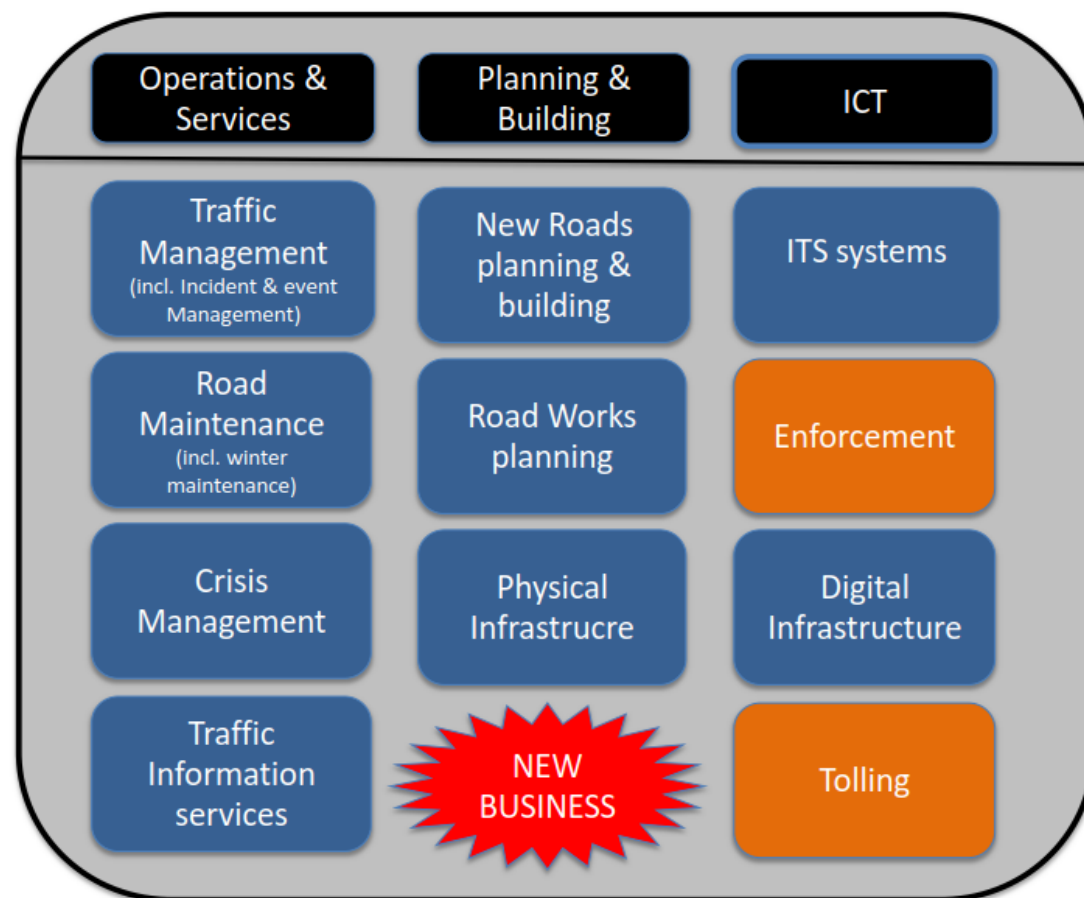 Operations &
Services
Planning &
Building
ICT
Traffic
Management
(incl. Incident & event
Management)
New Roads
planning &
building
ITS systems
Road
Maintenance
(incl. winter
maintenance)
Road Works
planning
Enforcement
Crisis
Management
Physical
Infrastrucre
Digital
Infrastructure
Traffic
Information
services
NEW
BUSINESS
Tolling